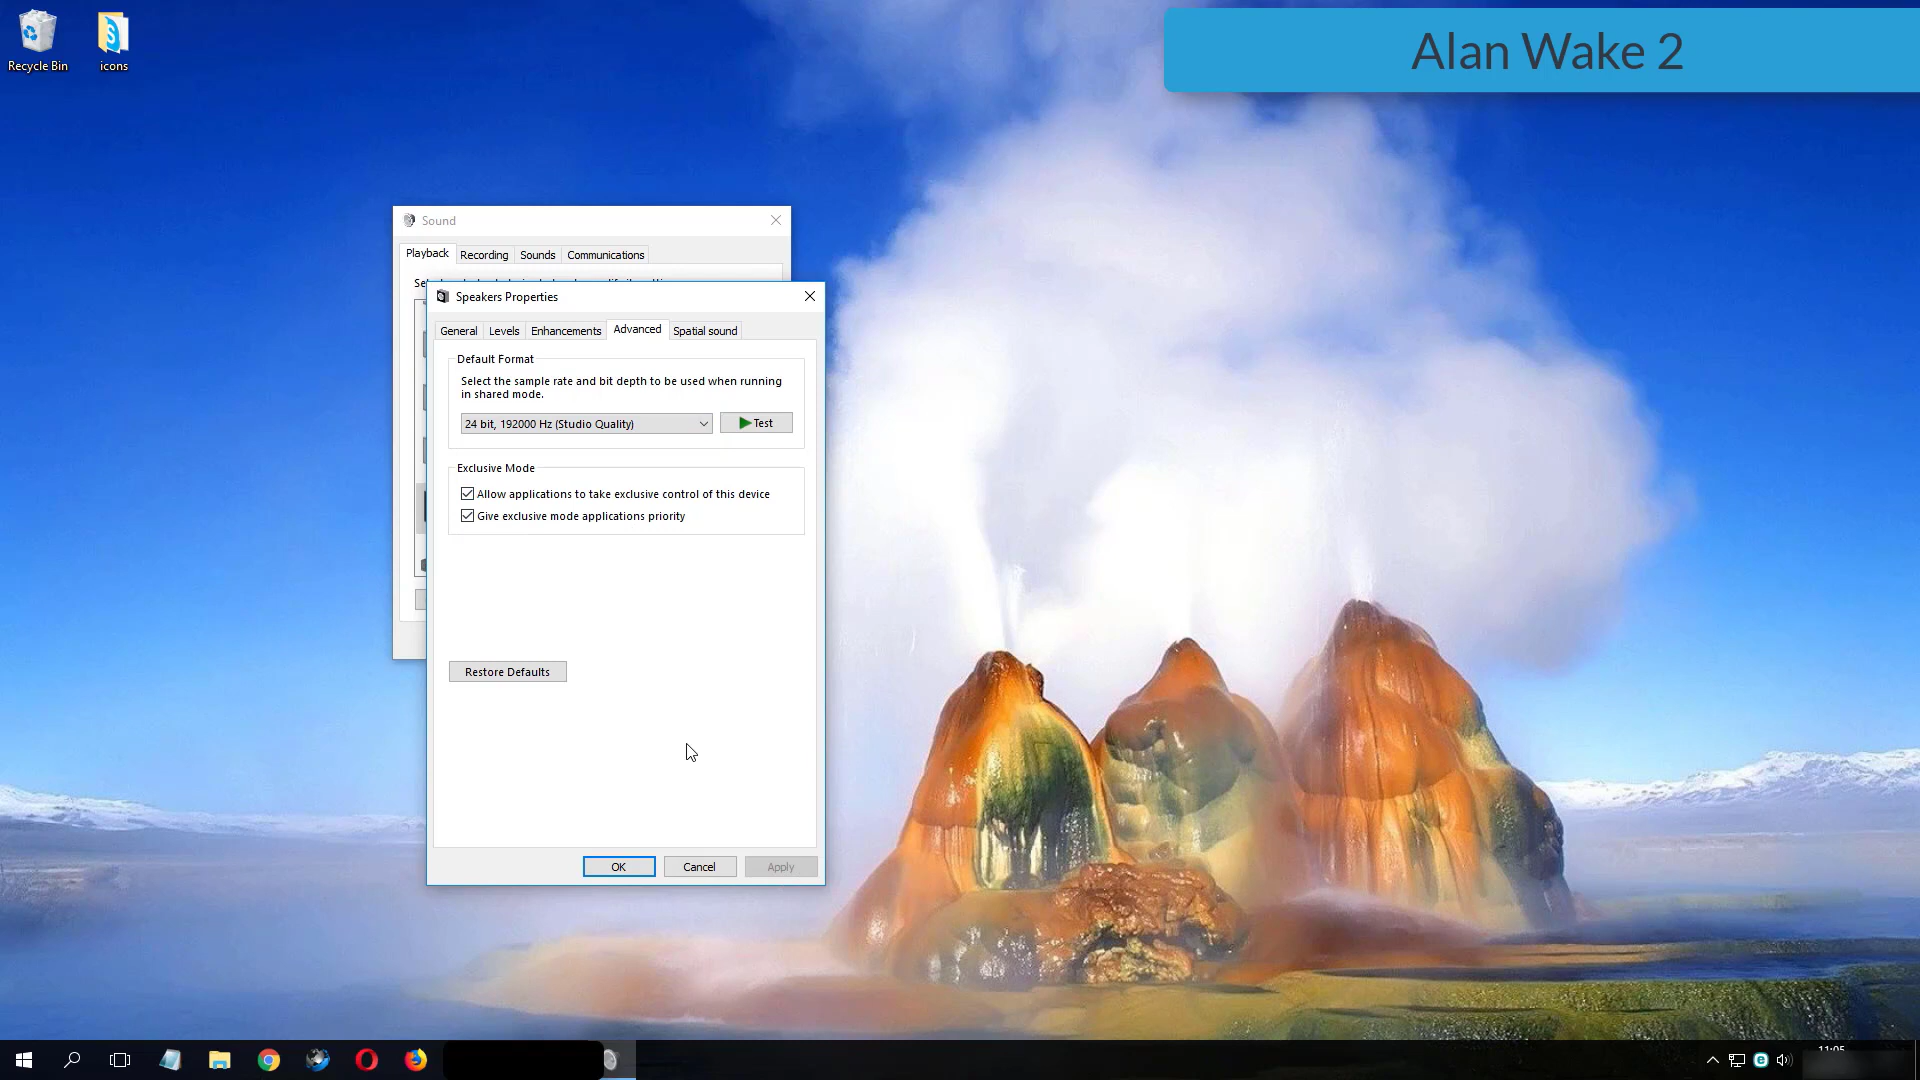 Recycle Bin
icons
Alan Wake 2
Sound
Playback
Recording
Sounds
Communications
Speakers Properties
General
Levels
Enhancements
Advanced
Spatial sound
Default Format
Select the sample rate and bit depth to be used when running
in shared mode.
24 bit, 192000 Hz (Studio Quality)
Test
Exclusive Mode
Allow applications to take exclusive control of this device
Give exclusive mode applications priority
Restore Defaults
OK
Cancel
Apply
11:05